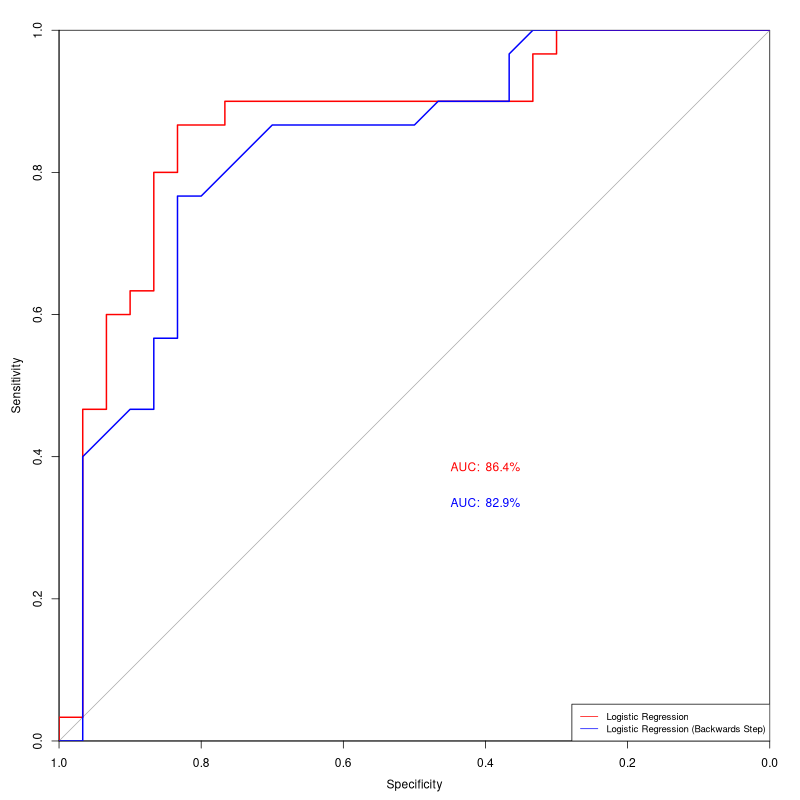 1.0
0.8
0.6
0.4
0.2
0.0
Sensitivity
AUC: 86.4%
AUC: 82.9%
Logistic Regression
Logistic Regression (Backwards Step)
1.0 0.8 0.6 0.4 0.2 0.0
Specificity